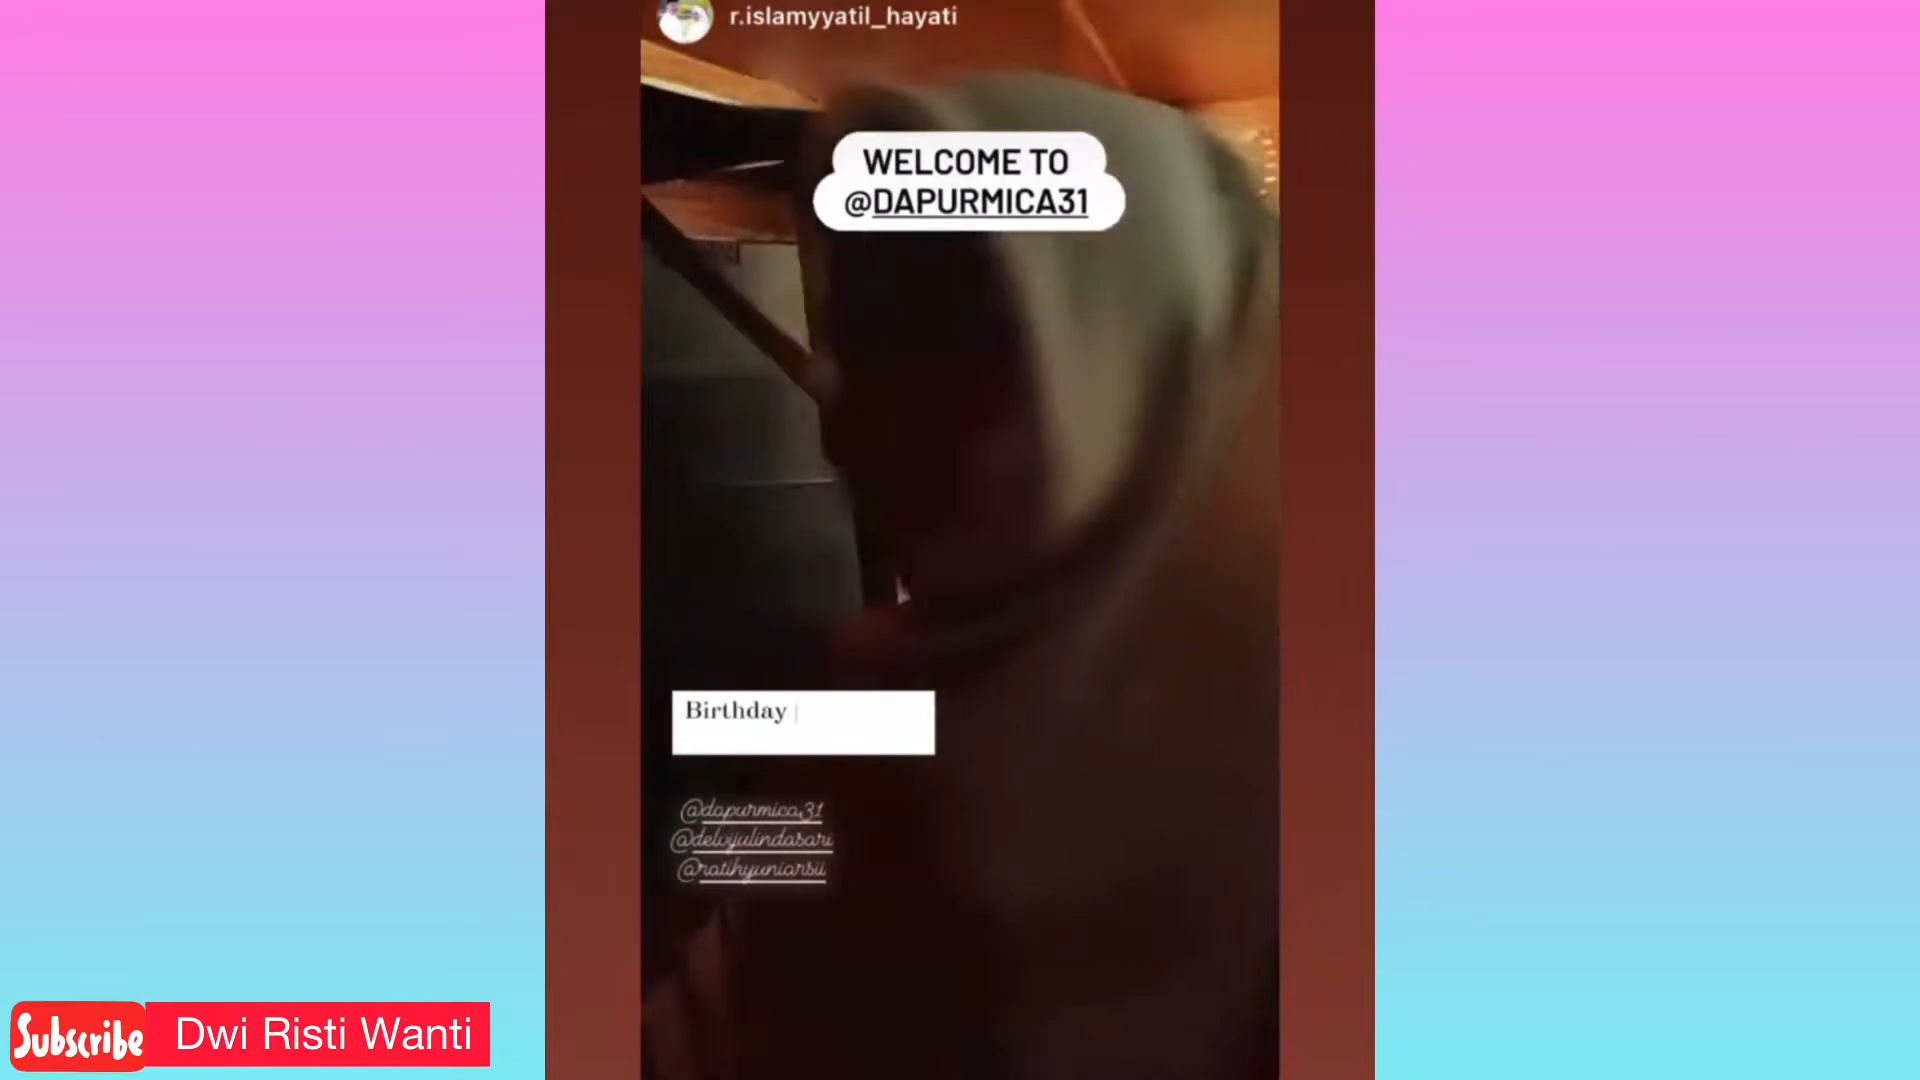 r.islamyyatil_hayati
WELCOME TO
@DAPURMICA31
Birthday
@dapurmica31
@delvijulindasari
@ratihyuniarsii
Subscribe
Dwi Risti Wanti